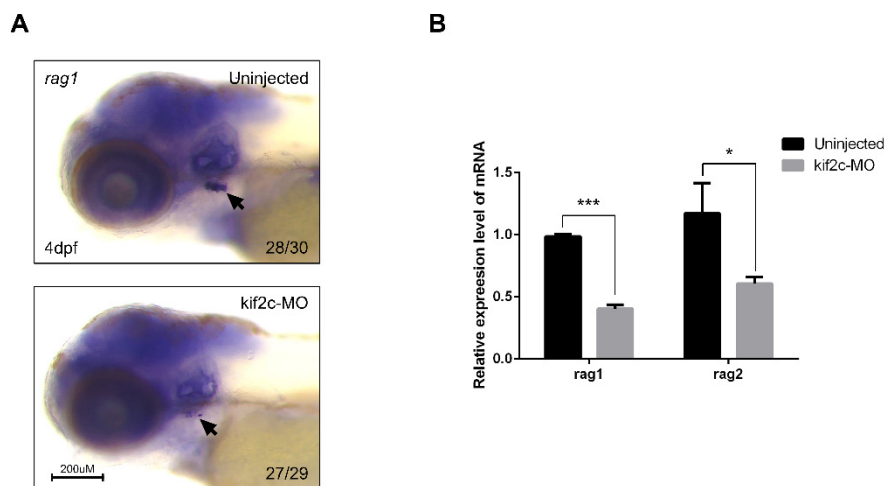 A
rag1
Uninjected
4dpf
28/30
kif2c-MO
200uM
27/29
B
Uninjected
kif2c-MO
Relative expreesion level of mRNA
1.5
1.0
0.5
0.0
***
*
rag1
rag2